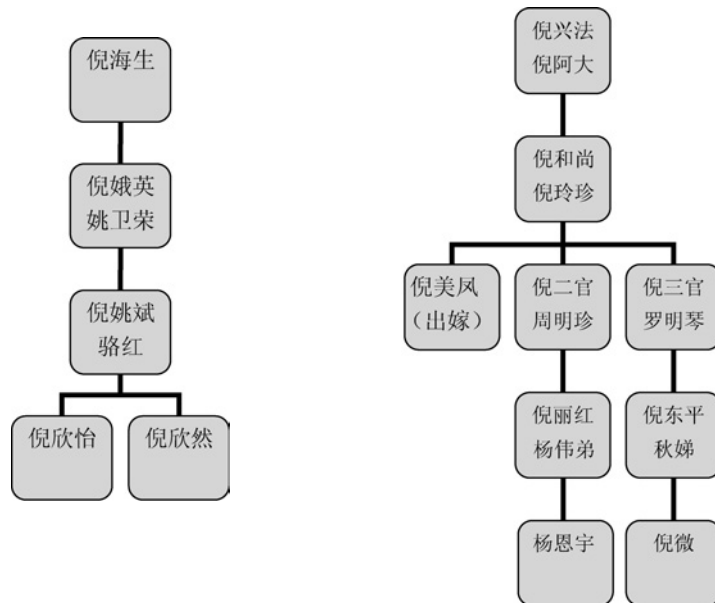 倪海生
倪娥英
姚卫荣
倪姚斌
骆红
倪欣怡
倪欣然
倪兴法
倪阿大
倪和尚
倪玲珍
倪美凤
（出嫁）
倪二官
周明珍
倪三官
罗明琴
倪丽红
杨伟弟
倪东平
秋娣
杨恩宇
倪微